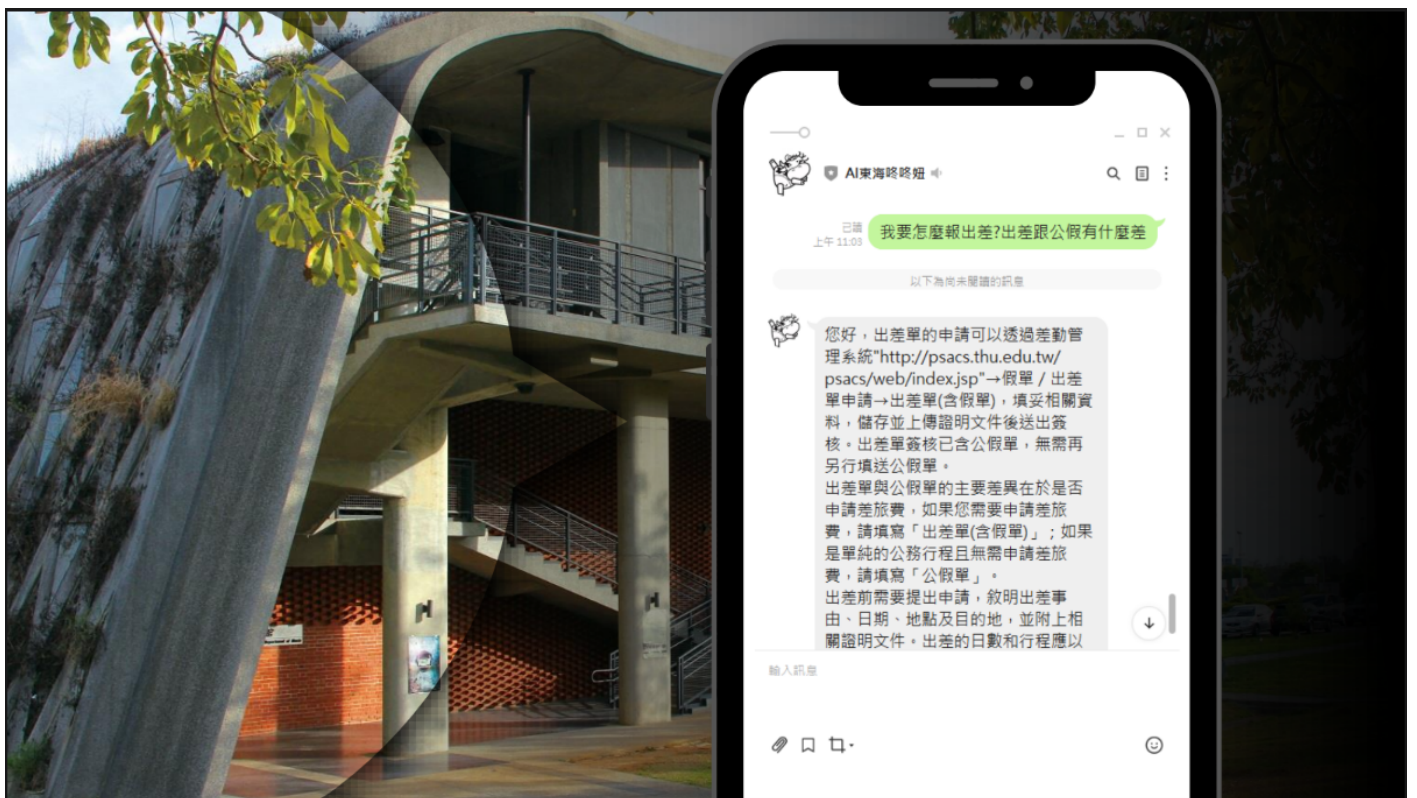 AI東海咚咚妞
已讀
上午 11:03
我要怎麼報出差?出差跟公假有什麼差
以下為尚未閱讀的訊息
您好，出差單的申請可以透過差勤管
理系統"http://psacs.thu.edu.tw/
psacs/web/index.jsp"→假單 / 出差
單申請→出差單(含假單)，填妥相關資
料，儲存並上傳證明文件後送出簽
核。出差單簽核已含公假單，無需再
另行填送公假單。
出差單與公假單的主要差異在於是否
申請差旅費，如果您需要申請差旅
費，請填寫「出差單(含假單)」；如果
是單純的公務行程且無需申請差旅
費，請填寫「公假單」。
出差前需要提出申請，敘明出差事
由、日期、地點及目的地，並附上相
關證明文件。出差的日數和行程應以
輸入訊息